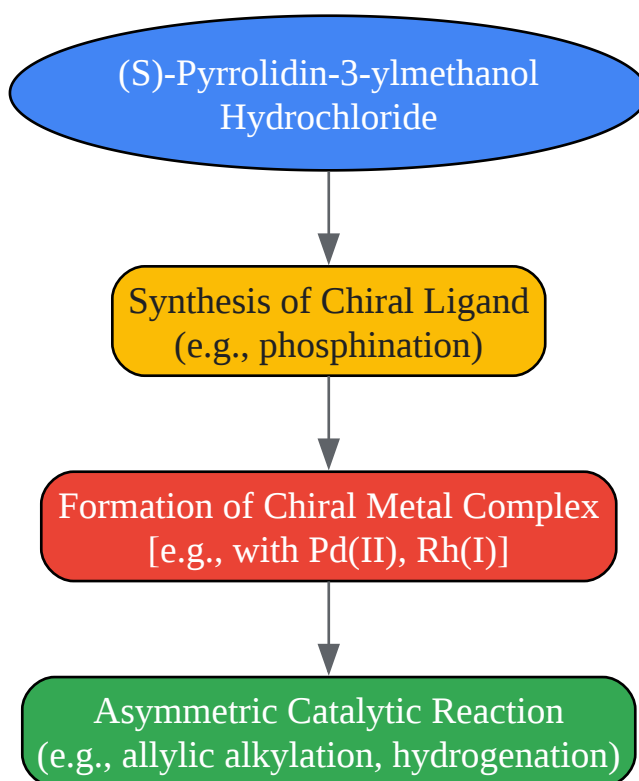 (S)-Pyrrolidin-3-ylmethanol
Hydrochloride
Synthesis of Chiral Ligand
(e.g., phosphination)
Formation of Chiral Metal Complex
[e.g., with Pd(II), Rh(I)]
Asymmetric Catalytic Reaction
(e.g., allylic alkylation, hydrogenation)